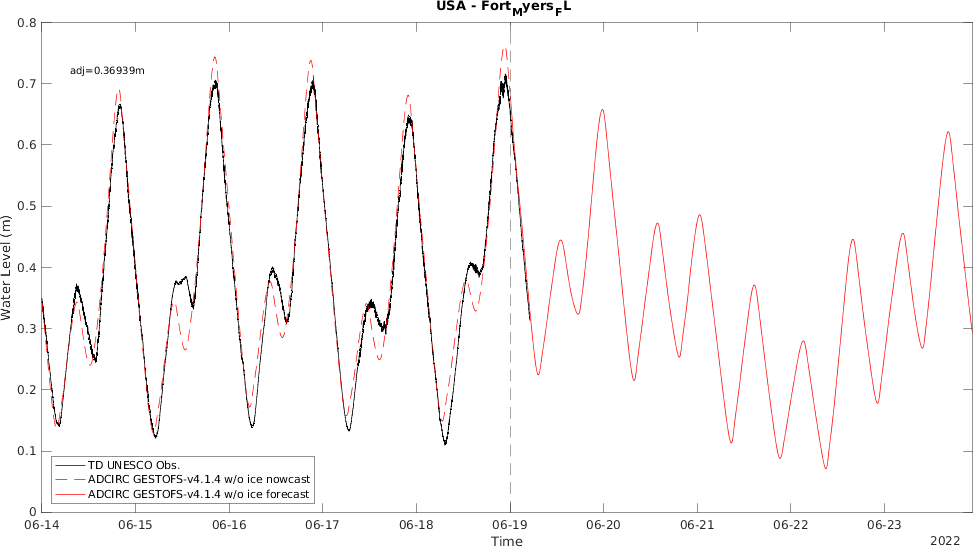 USA - Fort_Myers_FL
adj=0.36939m
0.8
0.7
0.6
0.5
0.4
0.3
0.2
0.1
0
Water Level (m)
TD UNESCO Obs.
ADCIRC GESTOFS-v4.1.4 w/o ice nowcast
ADCIRC GESTOFS-v4.1.4 w/o ice forecast
06-14 06-15 06-16 06-17 06-18 06-19 06-20 06-21 06-22 06-23
Time
2022